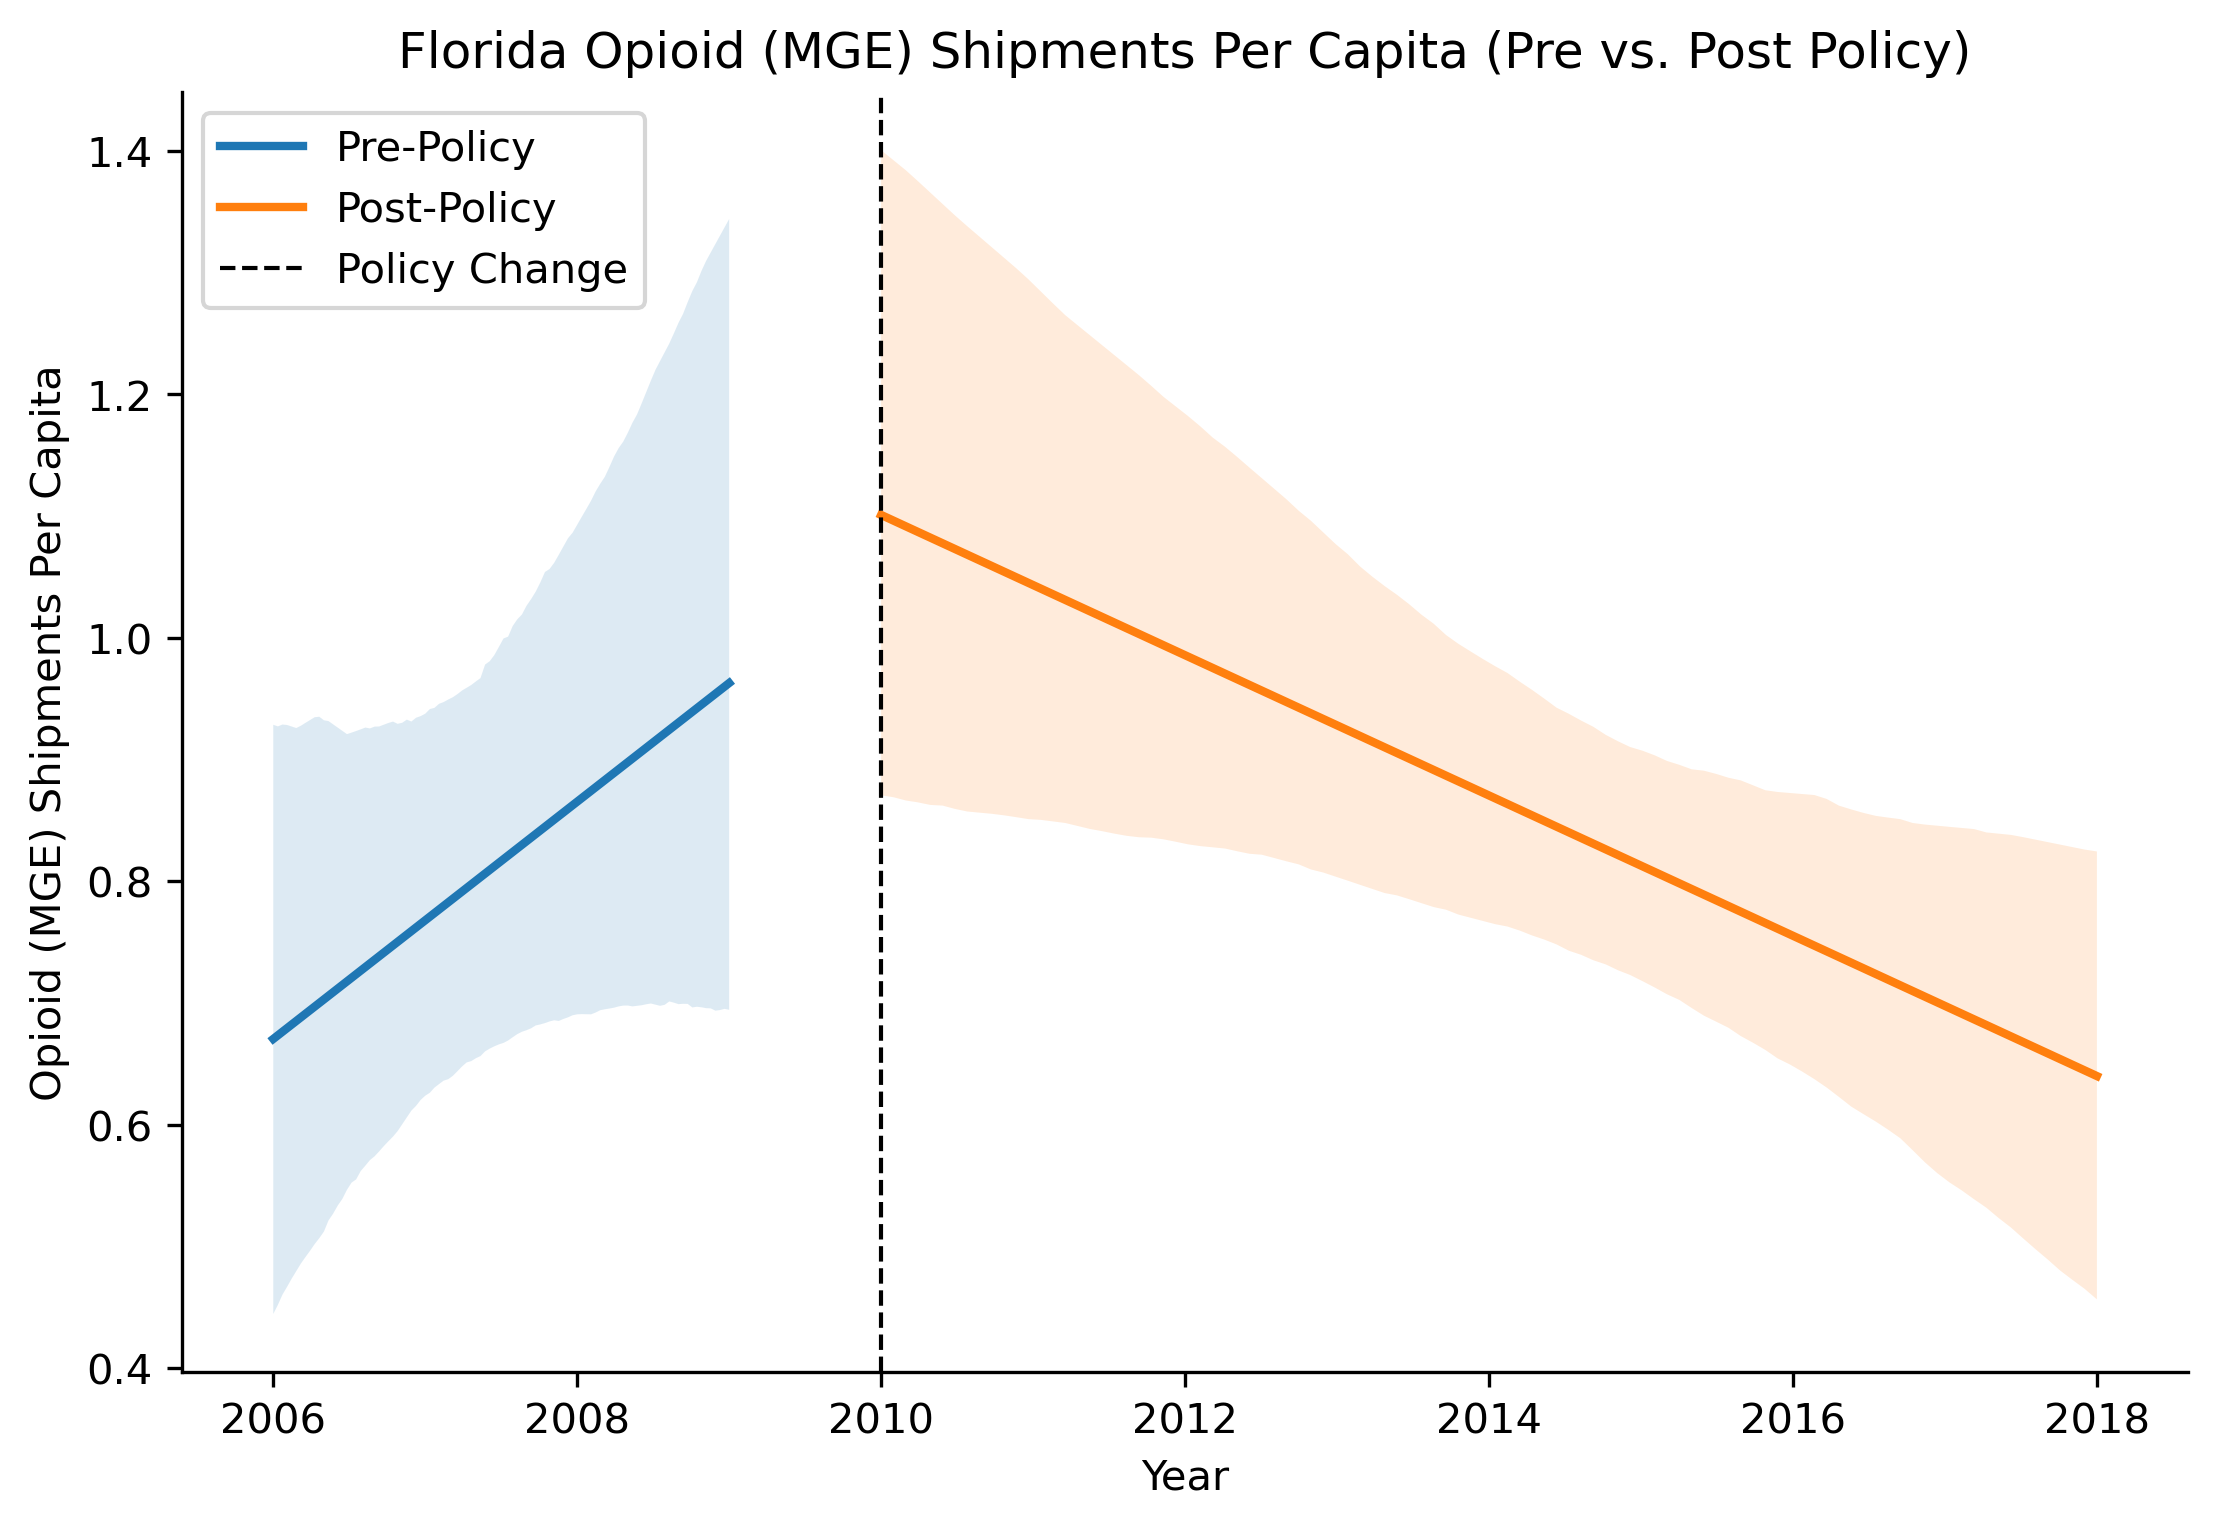 Florida Opioid (MGE) Shipments Per Capita (Pre vs. Post Policy)
Pre-Policy
Post-Policy
Policy Change
Opioid (MGE) Shipments Per Capita
1.4
1.2
1.0
0.8
0.6
0.4
2006 2008 2010 2012 2014 2016 2018
Year